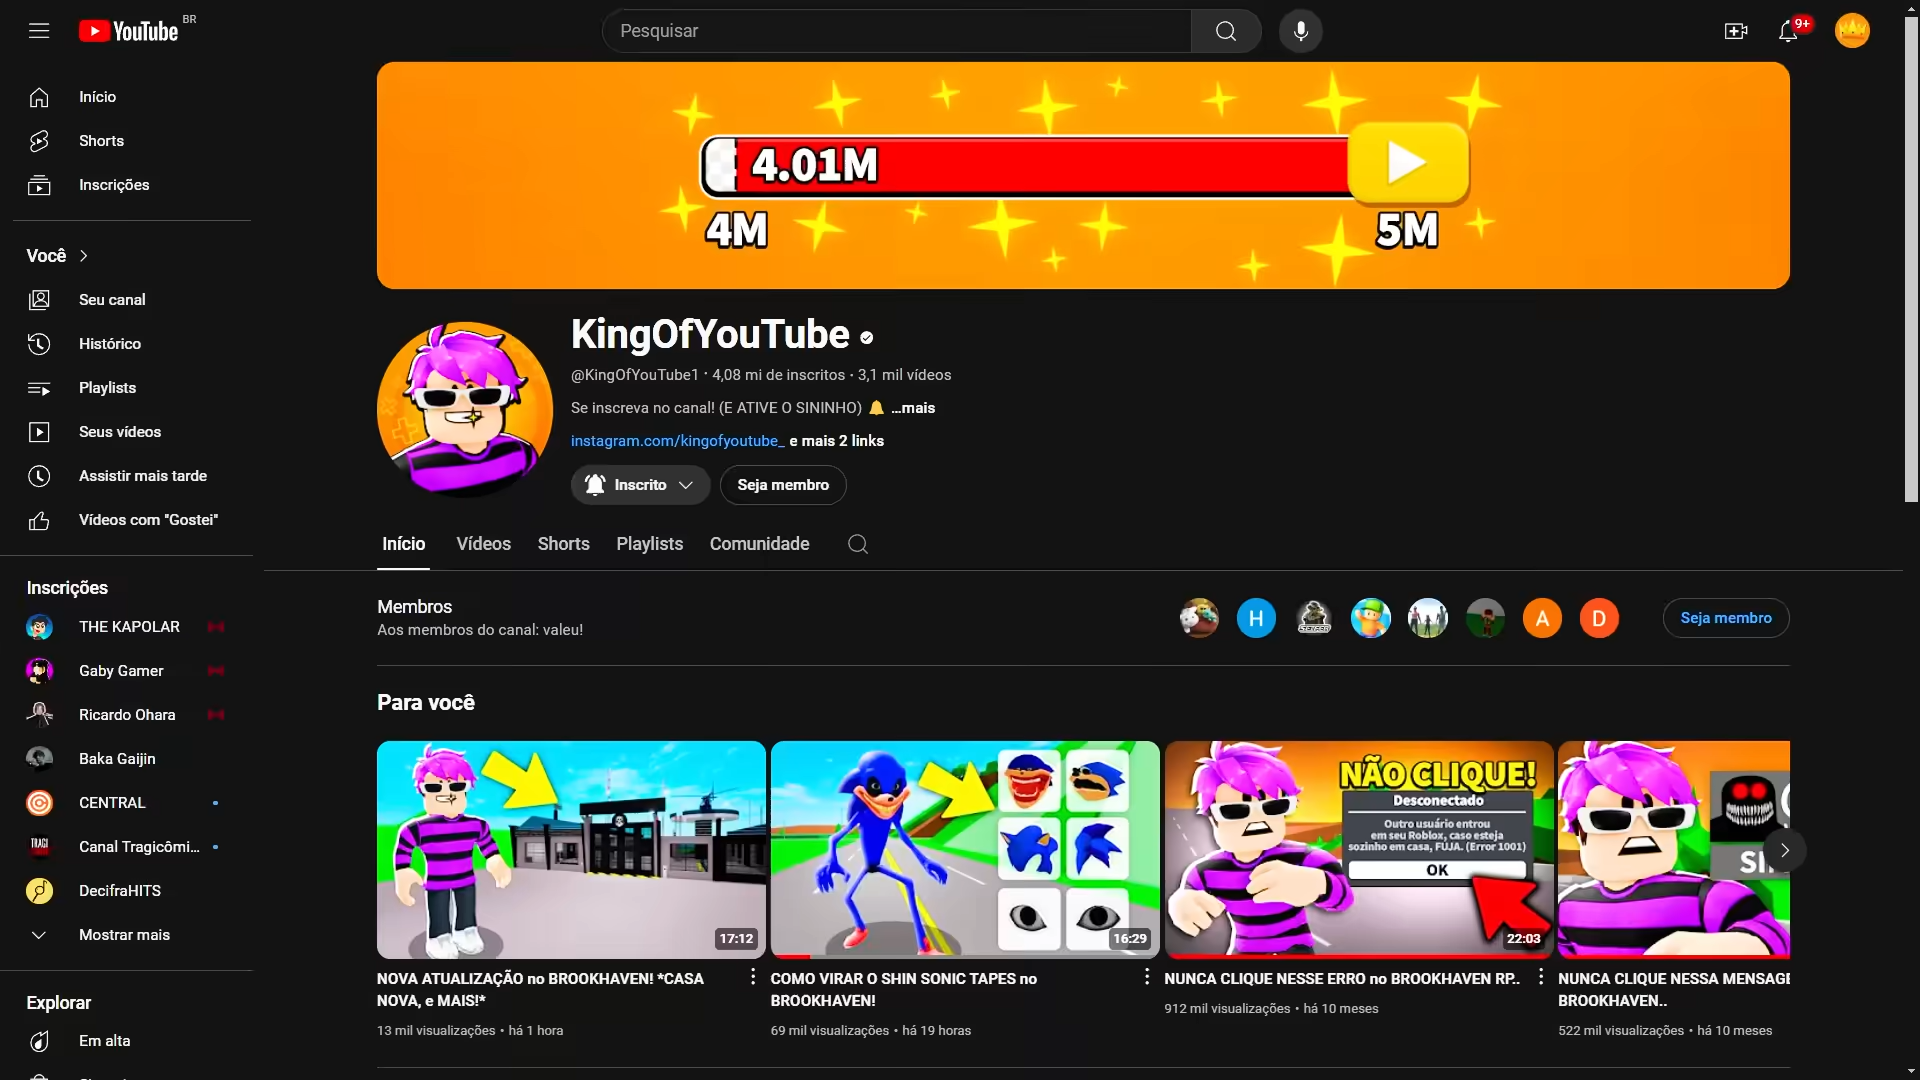 YouTube BR
Pesquisar
9+
Início
Shorts
Inscrições
Você
Seu canal
Histórico
Playlists
Seus vídeos
Assistir mais tarde
Vídeos com "Gostei"
Inscrições
THE KAPOLAR
Gaby Gamer
Ricardo Ohara
Baka Gaijin
CENTRAL
Canal Tragicômi...
DecifraHITS
Mostrar mais
Explorar
Em alta
4.01M
4M
5M
KingOfYouTube
@KingOfYouTube1 · 4,08 mi de inscritos · 3,1 mil vídeos
Se inscreva no canal! (E ATIVE O SININHO) 🔔 ...mais
instagram.com/kingofyoutube_ e mais 2 links
Inscrito
Seja membro
Início Vídeos Shorts Playlists Comunidade
Membros
Aos membros do canal: valeu!
H
A
D
Seja membro
Para você
17:12
NOVA ATUALIZAÇÃO no BROOKHAVEN! *CASA
NOVA, e MAIS!*
13 mil visualizações • há 1 hora
16:29
COMO VIRAR O SHIN SONIC TAPES no
BROOKHAVEN!
69 mil visualizações • há 19 horas
NÃO CLIQUE!
Desconectado
Outro usuário entrou
em seu Roblox, caso esteja
sozinho em casa, FUJA. (Error 1001)
OK
22:03
NUNCA CLIQUE NESSE ERRO no BROOKHAVEN RP..
912 mil visualizações • há 10 meses
NUNCA CLIQUE NESSA MENSAGE
BROOKHAVEN..
522 mil visualizações • há 10 meses